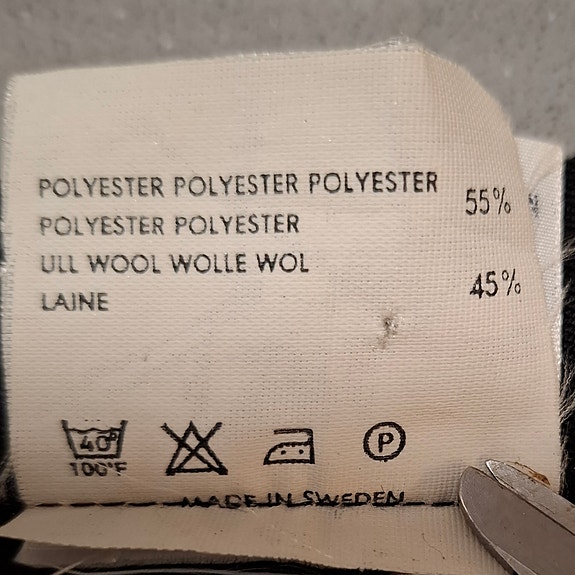 POLYESTER POLYESTER POLYESTER 55%
POLYESTER POLYESTER
ULL WOOL WOLLE WOL 45%
LAINE
40°
100°F
P
MADE IN SWEDEN